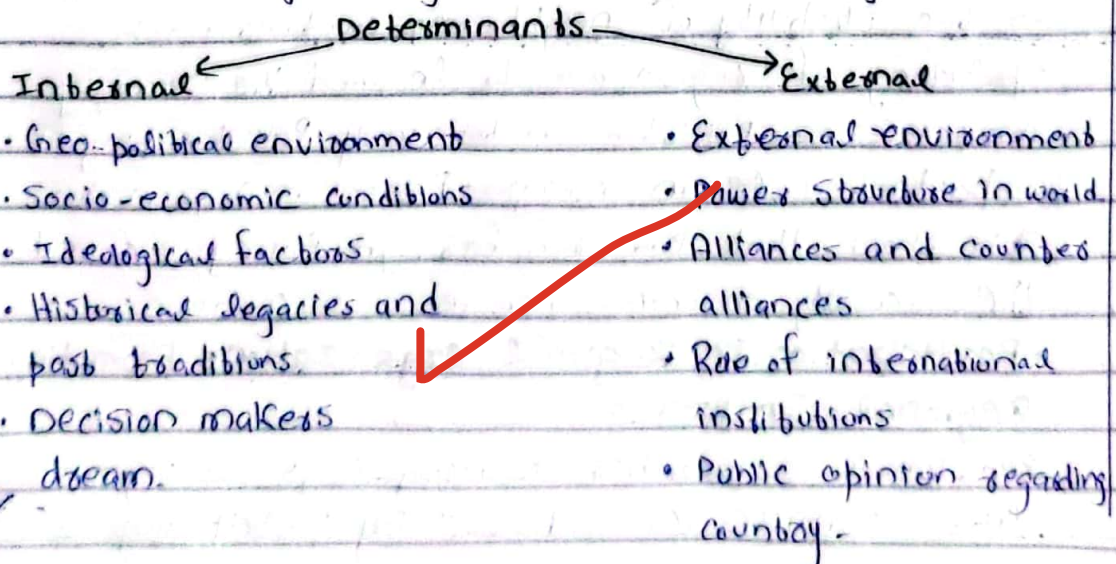 Determinants
Internal
• Geo-political environment
• Socio-economic conditions
• Ideological factors
• Historical legacies and
past traditions.
• Decision makers
dream.
External
• External environment
• Power structure in world
• Alliances and counter
alliances
• Role of international
institutions
• Public opinion regarding
country.